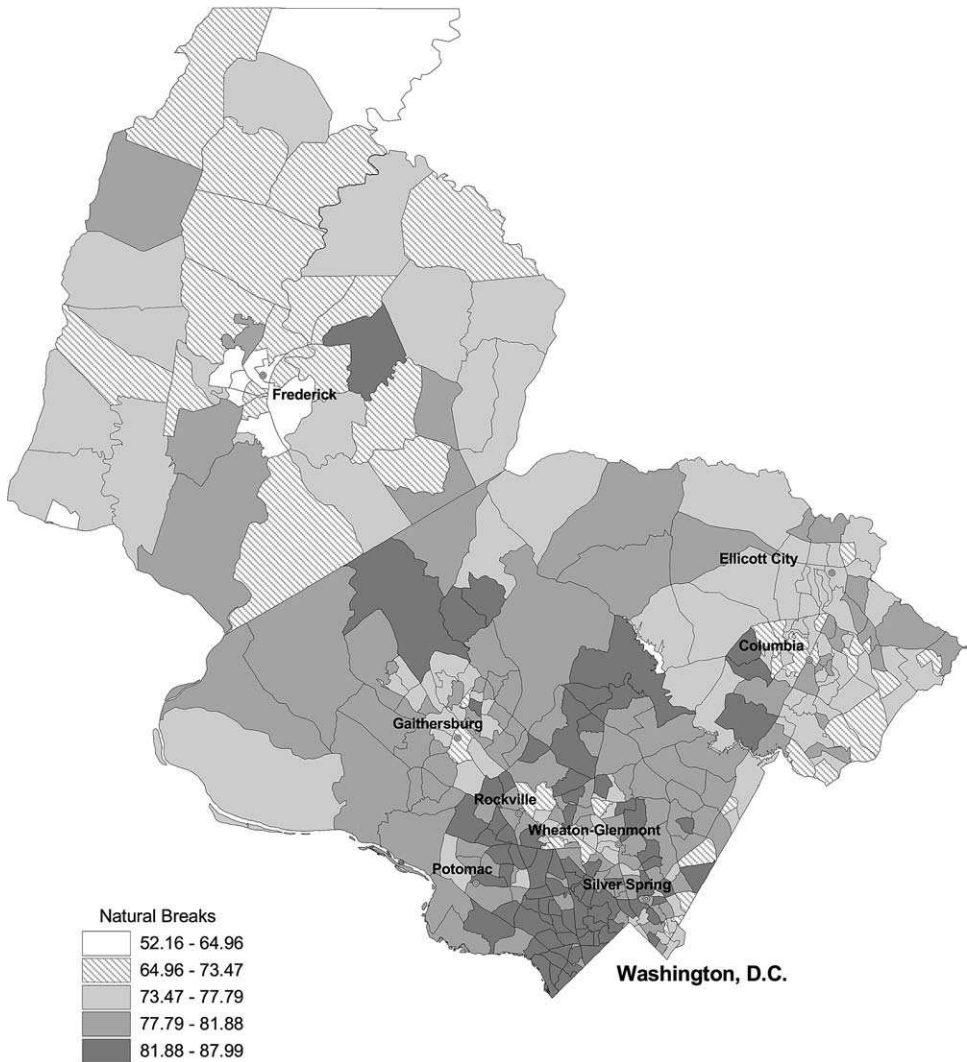 Frederick
Ellicott City
Columbia
Gaithersburg
Rockville
Wheaton-Glenmont
Potomac
Silver Spring
Washington, D.C.
Natural Breaks
52.16 - 64.96
64.96 - 73.47
73.47 - 77.79
77.79 - 81.88
81.88 - 87.99